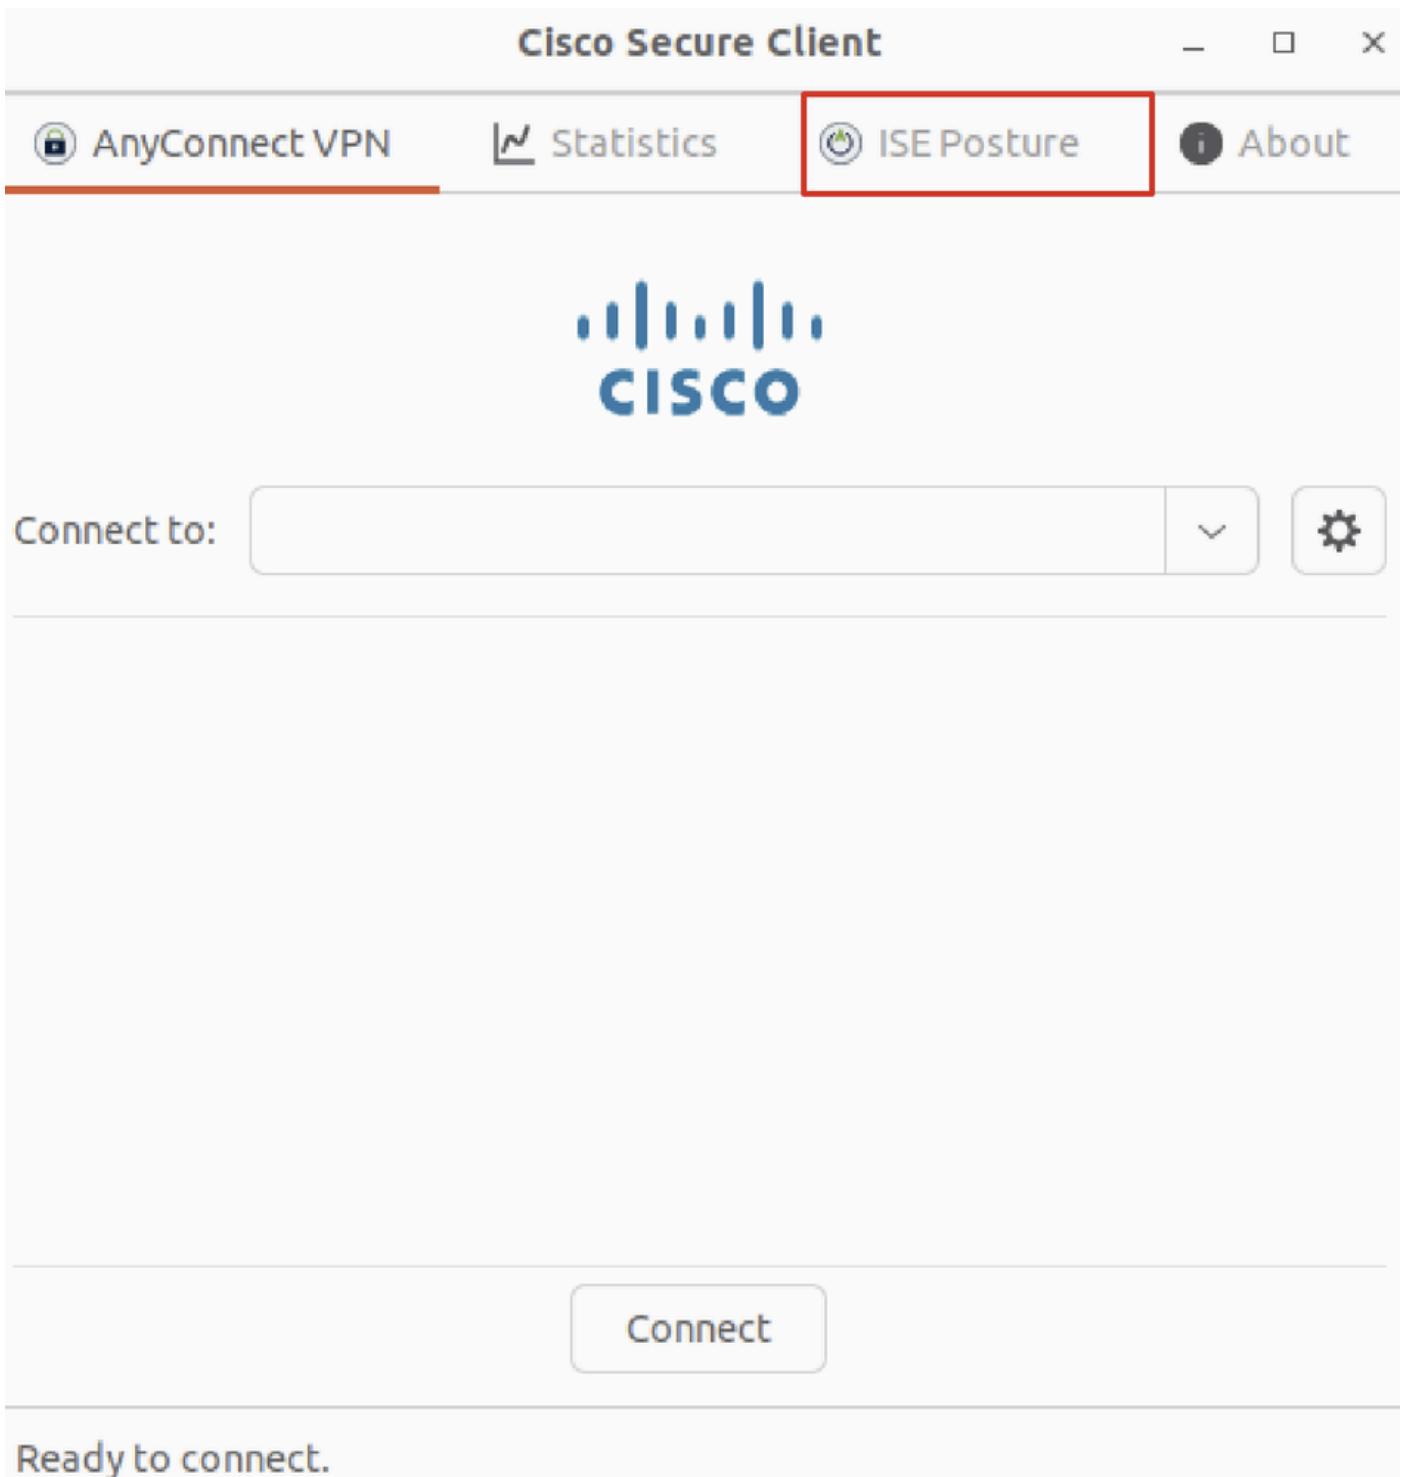 Cisco Secure Client
AnyConnect VPN Statistics ISE Posture About
CISCO
Connect to:
Connect
Ready to connect.